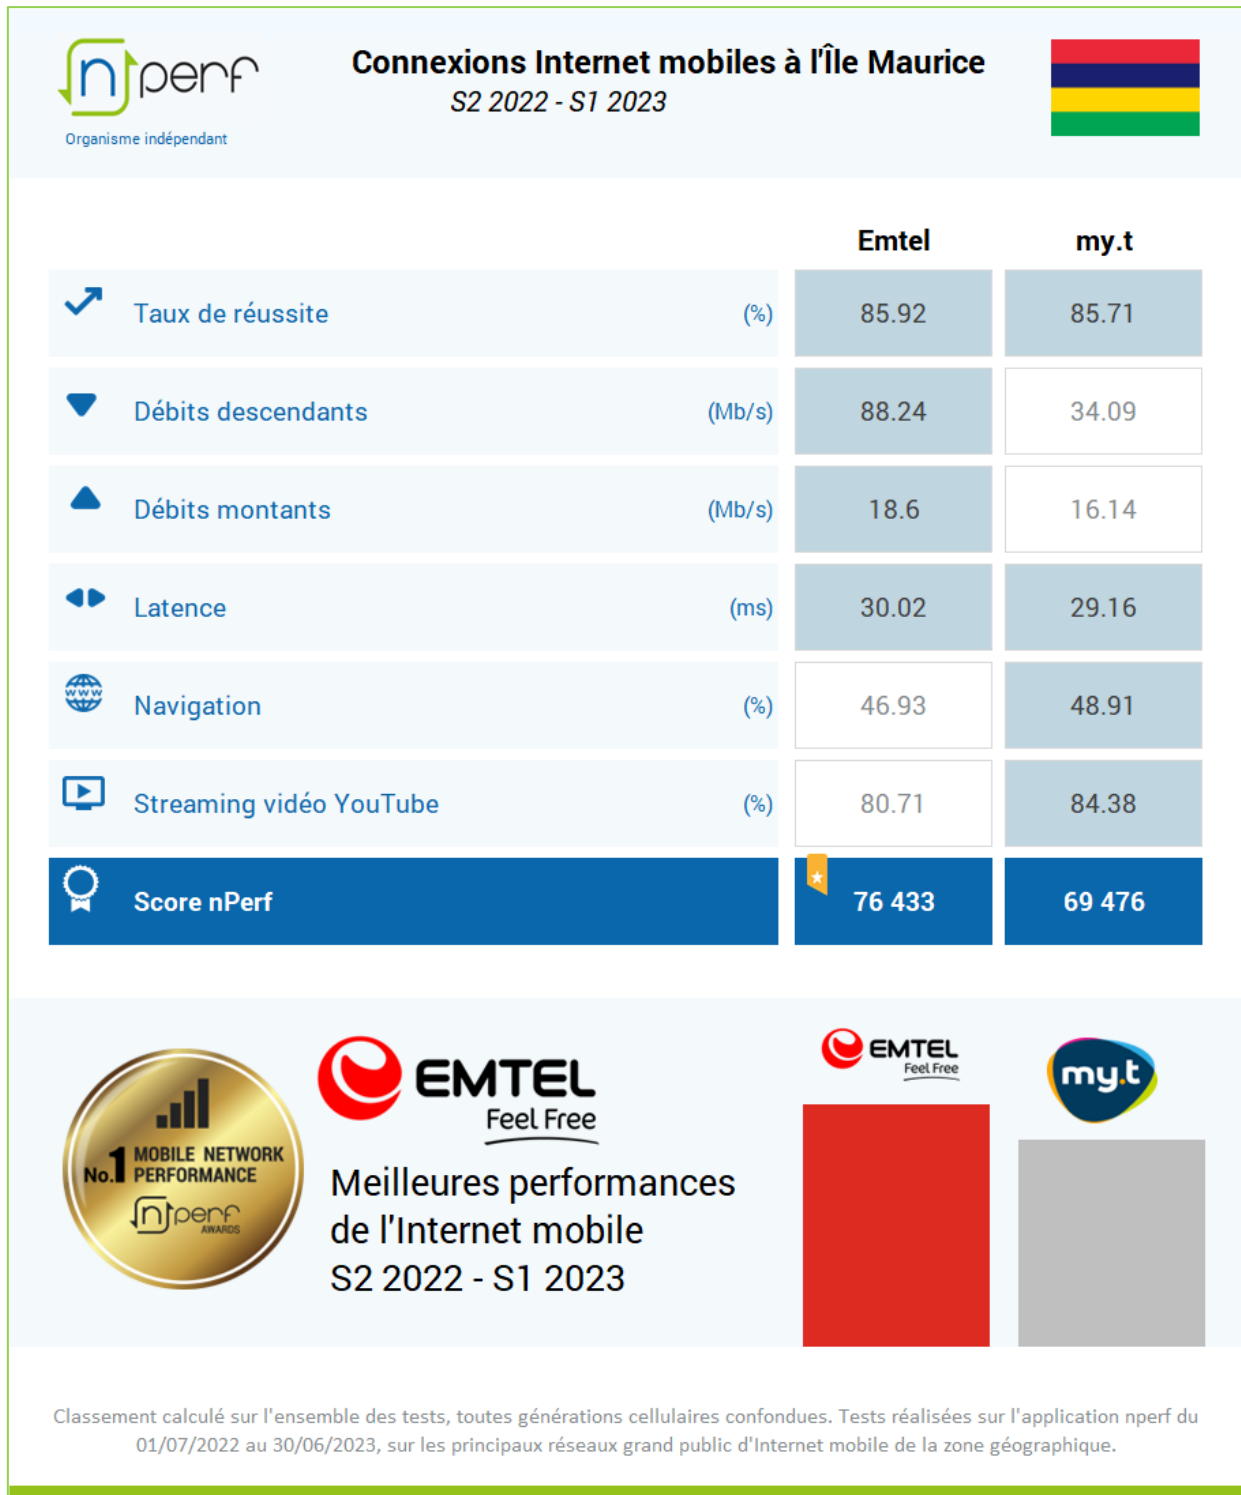 nperf
Organisme indépendant
Connexions Internet mobiles à l'Île Maurice
S2 2022 - S1 2023
Emtel my.t
Taux de réussite (%) 85.92 85.71
Débits descendants (Mb/s) 88.24 34.09
Débits montants (Mb/s) 18.6 16.14
Latence (ms) 30.02 29.16
www Navigation (%) 46.93 48.91
Streaming vidéo YouTube (%) 80.71 84.38
Score nPerf 76 433 69 476
No.1 MOBILE NETWORK
PERFORMANCE
nperf
AWARDS
EMTEL
Feel Free
Meilleures performances
de l'Internet mobile
S2 2022 - S1 2023
EMTEL
Feel Free
my.t
Classement calculé sur l'ensemble des tests, toutes générations cellulaires confondues. Tests réalisées sur l'application nperf du
01/07/2022 au 30/06/2023, sur les principaux réseaux grand public d'Internet mobile de la zone géographique.